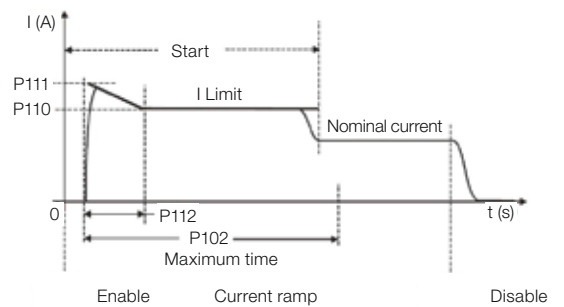 I (A)
Start
P111
P110
I Limit
Nominal current
0
t (s)
P112
P102
Maximum time
Enable
Current ramp
Disable